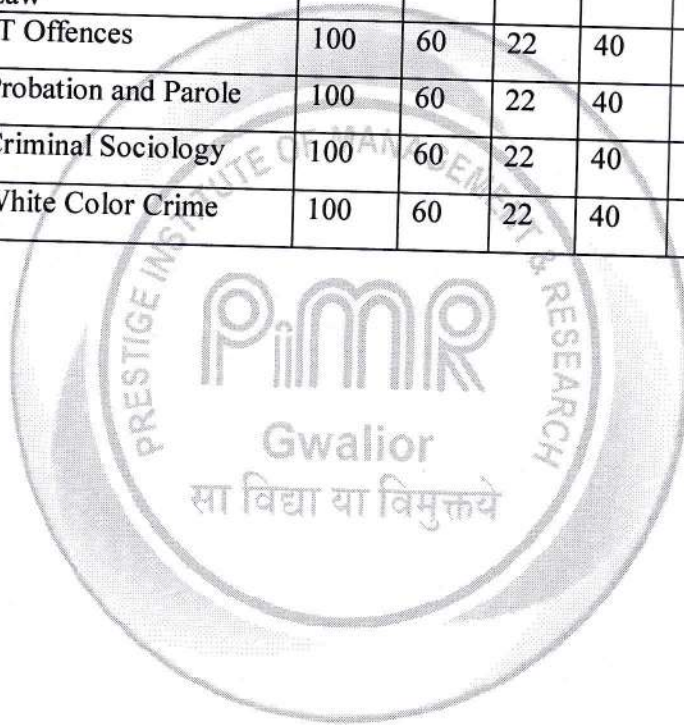 Law
T Offences 100 60 22 40
Probation and Parole 100 60 22 40
Criminal Sociology 100 60 22 40
White Color Crime 100 60 22 40
PRESTIGE INSTITUTE OF MANAGEMENT & RESEARCH
PiMR
Gwalior
सा विद्या या विमुक्तये